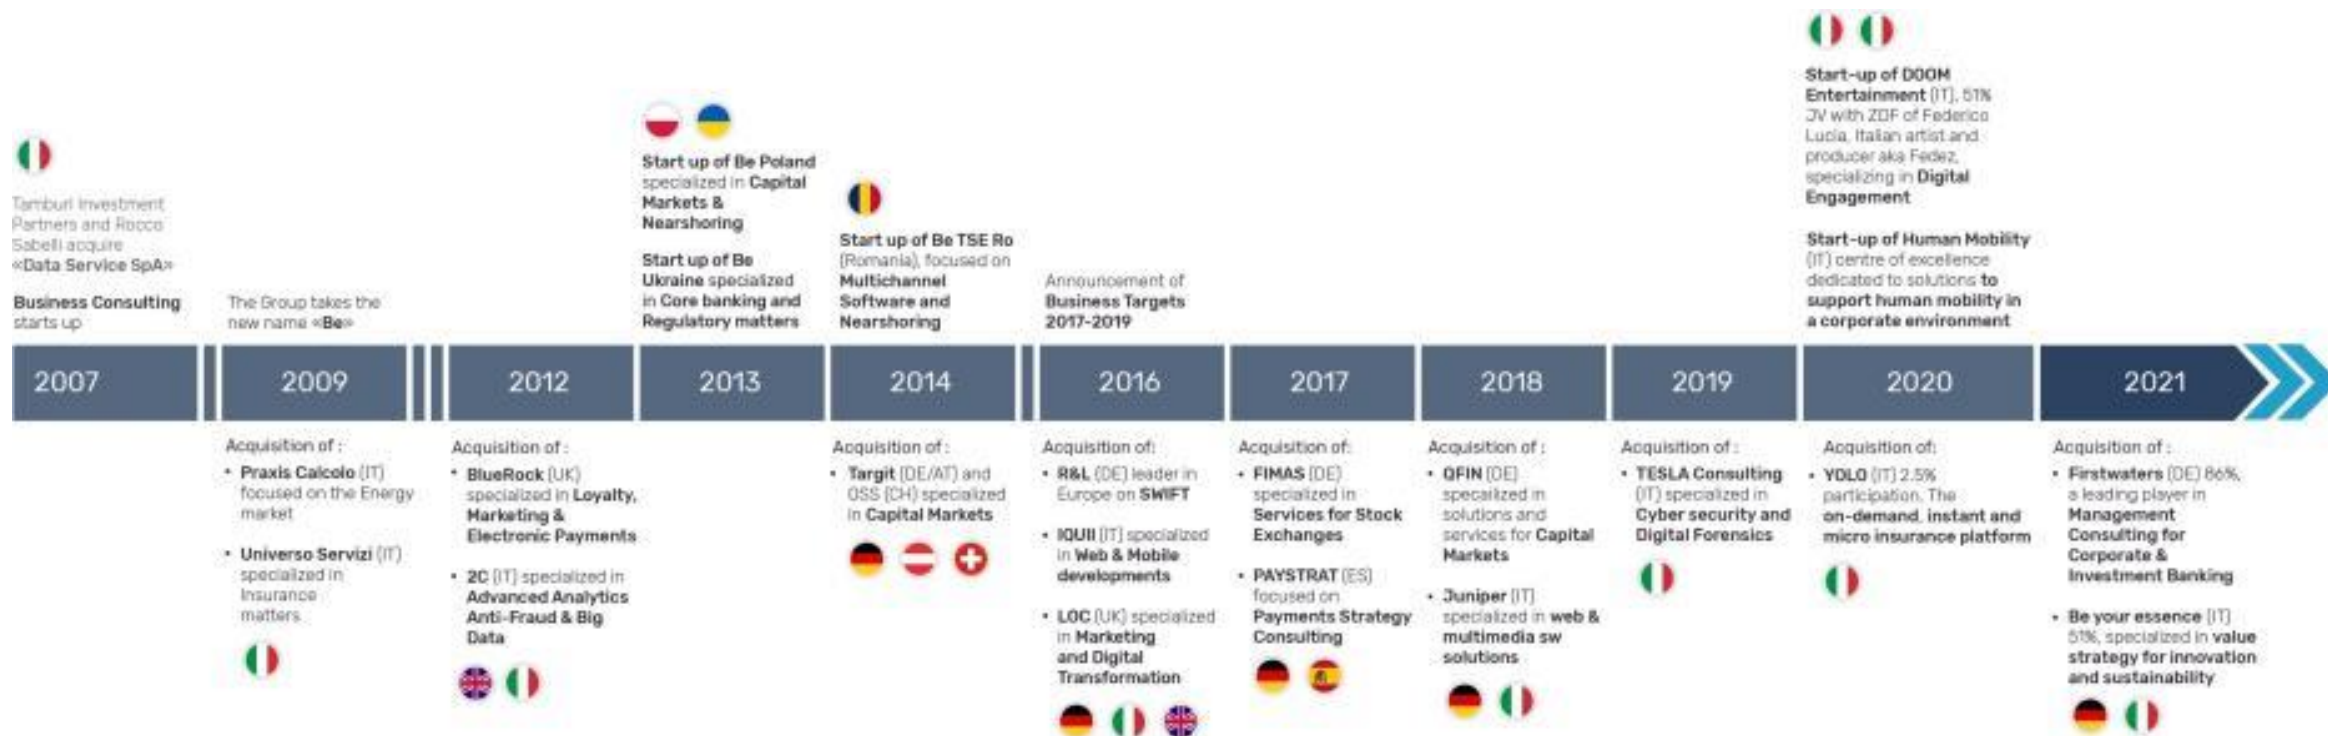 Tamburi Investment
Partners and Rocco
Sabelli acquire
«Data Service SpA»
Business Consulting
starts up
The Group takes the
new name «Be»
Start up of Be Poland
specialized in Capital
Markets &
Nearshoring
Start up of Be
Ukraine specialized
in Core banking and
Regulatory matters
Start up of Be TSE Ro
(Romania), focused on
Multichannel
Software and
Nearshoring
Announcement of
Business Targets
2017-2019
Start-up of DOOM
Entertainment (IT), 51%
JV with ZDF of Federico
Lucia, Italian artist and
producer aka Fedez,
specializing in Digital
Engagement
Start-up of Human Mobility
(IT) centre of excellence
dedicated to solutions to
support human mobility in
a corporate environment
2007
2009
2012
2013
2014
2016
2017
2018
2019
2020
2021
Acquisition of :
• Praxis Calcolo (IT)
focused on the Energy
market
• Universo Servizi (IT)
specialized in
Insurance
matters
Acquisition of :
• BlueRock (UK)
specialized in Loyalty,
Marketing &
Electronic Payments
• 2C (IT) specialized in
Advanced Analytics
Anti-Fraud & Big
Data
Acquisition of :
• Targit (DE/AT) and
OSS (CH) specialized
in Capital Markets
Acquisition of:
• R&L (DE) leader in
Europe on SWIFT
• IQUII (IT) specialized
in Web & Mobile
developments
• LOC (UK) specialized
in Marketing
and Digital
Transformation
Acquisition of:
• FIMAS (DE)
specialized in
Services for Stock
Exchanges
• PAYSTRAT (ES)
focused on
Payments Strategy
Consulting
Acquisition of :
• QFIN (DE)
specailized in
solutions and
services for Capital
Markets
• Juniper (IT)
specialized in web &
multimedia sw
solutions
Acquisition of :
• TESLA Consulting
(IT) specialized in
Cyber security and
Digital Forensics
Acquisition of:
• YOLO (IT) 2.5%
participation. The
on-demand, instant and
micro insurance platform
Acquisition of :
• Firstwaters (DE) 86%,
a leading player in
Management
Consulting for
Corporate &
Investment Banking
• Be your essence (IT)
51%, specialized in value
strategy for innovation
and sustainability